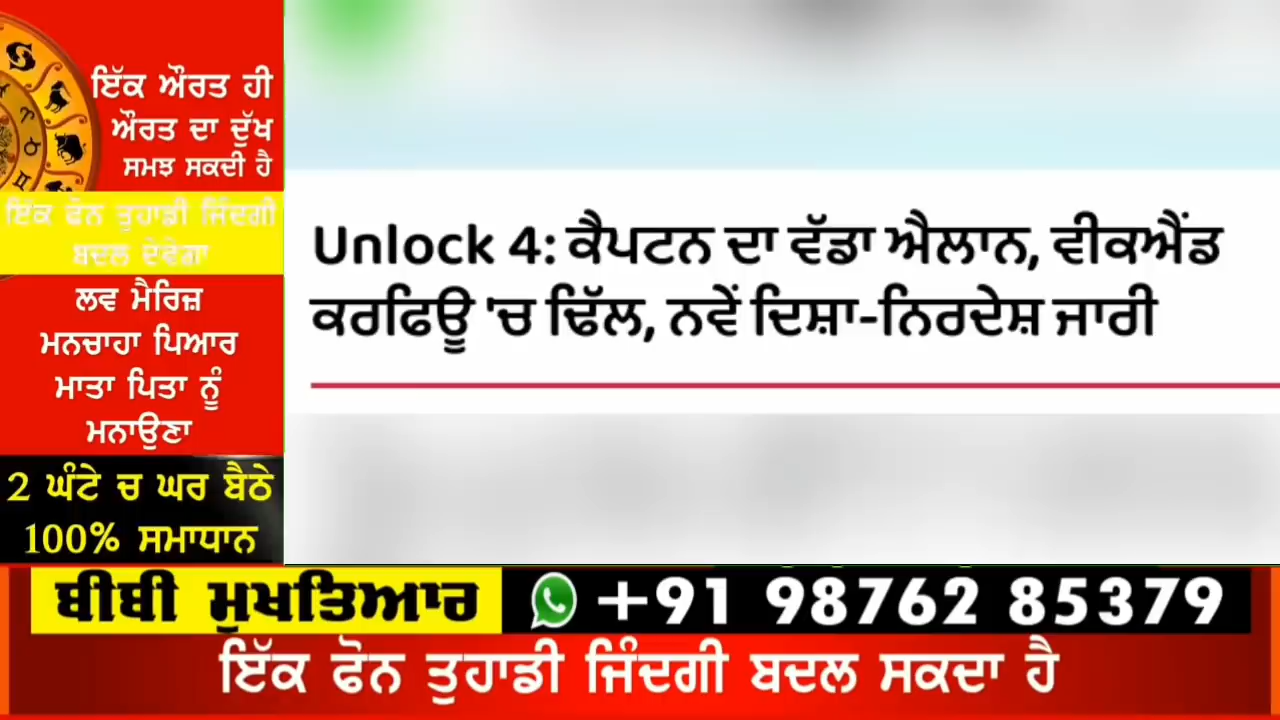 ਇੱਕ ਔਰਤ ਹੀ
ਔਰਤ ਦਾ ਦੁੱਖ
ਸਮਝ ਸਕਦੀ ਹੈ
ਇੱਕ ਫੋਨ ਤੁਹਾਡੀ ਜਿੰਦਗੀ
ਬਦਲ ਦੇਵੇਗਾ
ਲਵ ਮੈਰਿਜ਼
ਮਨਚਾਹਾ ਪਿਆਰ
ਮਾਤਾ ਪਿਤਾ ਨੂੰ
ਮਨਾਉਣਾ
2 ਘੰਟੇ ਚ ਘਰ ਬੈਠੇ
100% ਸਮਾਧਾਨ
Unlock 4: ਕੈਪਟਨ ਦਾ ਵੱਡਾ ਐਲਾਨ, ਵੀਕਐਂਡ
ਕਰਫਿਊ 'ਚ ਢਿੱਲ, ਨਵੇਂ ਦਿਸ਼ਾ-ਨਿਰਦੇਸ਼ ਜਾਰੀ
ਬੀਬੀ ਮੁਖਤਿਆਰ +91 98762 85379
ਇੱਕ ਫੋਨ ਤੁਹਾਡੀ ਜਿੰਦਗੀ ਬਦਲ ਸਕਦਾ ਹੈ